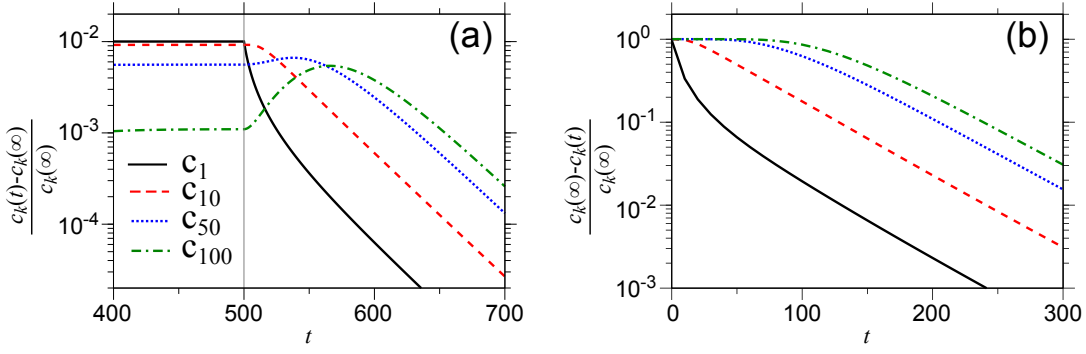 (a)
10^-2
10^-3
10^-4
c_k(t)-c_k(∞)
c_k(∞)
c_1
c_10
c_50
c_100
400 500 600 700
t
(b)
10^0
10^-1
10^-2
10^-3
c_k(∞)-c_k(t)
c_k(∞)
0 100 200 300
t